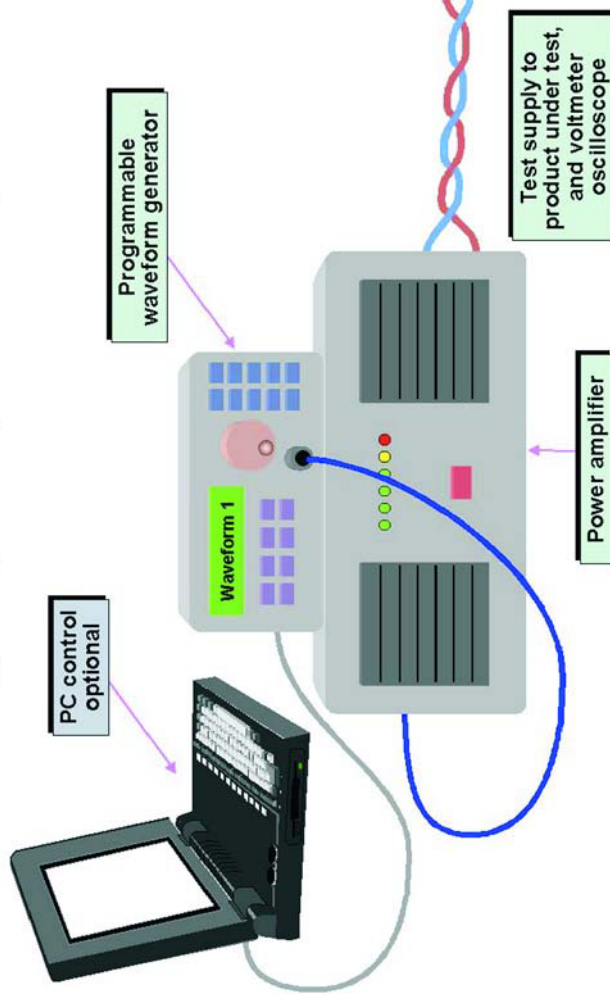 PC control
optional
Programmable
waveform generator
Waveform 1
Power amplifier
Test supply to
product under test,
and voltmeter
oscilloscope